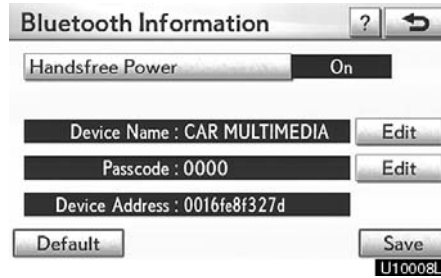 Bluetooth Information ?
Handsfree Power On
Device Name : CAR MULTIMEDIA Edit
Passcode : 0000 Edit
Device Address : 0016fe8f327d
Default Save
U10008L